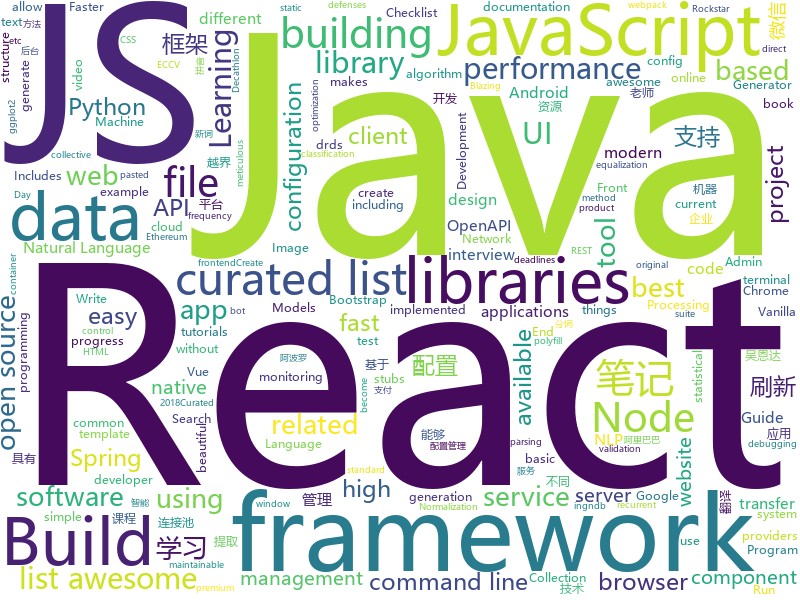 allow
Faster
static
defenses
webpack
Rockstar
text方法
etc
后台
CSS
ECCV
拼音
different
Checklist
documentation
微信
JS
Java
JavaScript
building
library
框架
structure
generate
video
Decathlon
algorithm
makes
performance
config
online
based
Generator
ggplot2
Python
Machine
Learning
新词
Android
awesome
资源
老师
direct
programming
Includes
collective
drds
optimization
开发
Blazing
book
Day
pasted
example
越界
meticulous
configuration
client
UI
支持
modern
classification
Development
equalization
web
file
create
including
design
method
机器
current
product
企业
project
data
API
平台
frequency
cloud
Ethereum
OpenAPI
Network
tool
Front
REST
code
Natural Language
Image
interview
deadlines
original
Admin
container
frontendCreate
bot
curated list
libraries
best
Processing
terminal
Chrome
open source
Write
control
HTML
progress
easy
app
Models
Bootstrap
implemented
applications
things
suite
Vanilla
tutorials
fast
End
分词
polyfill
without
test
React
阿波罗
基于
stubs
配置
available
笔记
刷新
吴恩达
Vue
monitoring
native
related
common
template
2018Curated
支付
become
Node
statistical
Guide
Search
Language
NLP
阿里巴巴
应用
Spring
beautiful
能够
配置管理
basic
website
debugging
具有
developer
parsing
validation
software
智能
using
standard
high
generation
服务
不同
Google
翻译
Build
framework
simple
课程
连接池
管理
Normalization
window
recurrent
service
server
transfer
system
学习
提取
ingndb
use
providers
maintainable
Program
list awesome
premium
management
command line
Collection
技术
browser
component
Run